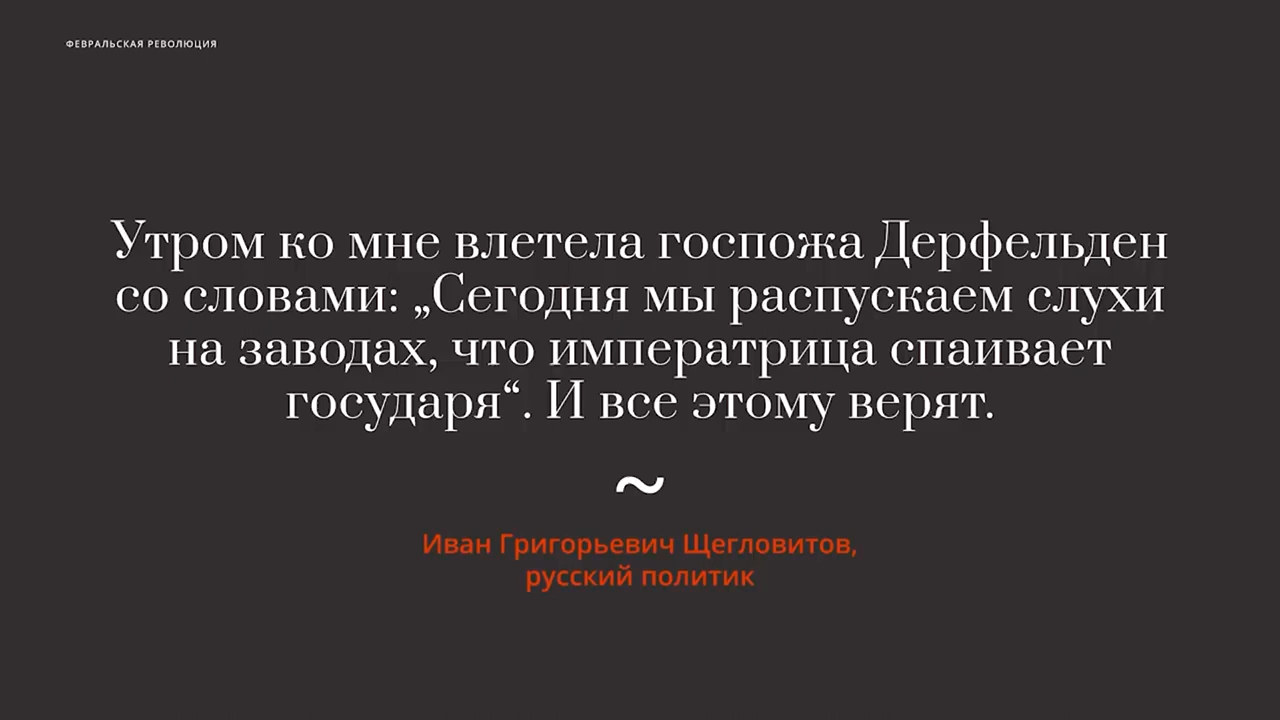 ФЕВРАЛЬСКАЯ РЕВОЛЮЦИЯ
Утром ко мне влетела госпожа Дерфельден
со словами: „Сегодня мы распускаем слухи
на заводах, что императрица спаивает
государя“. И все этому верят.
~
Иван Григорьевич Щегловитов,
русский политик